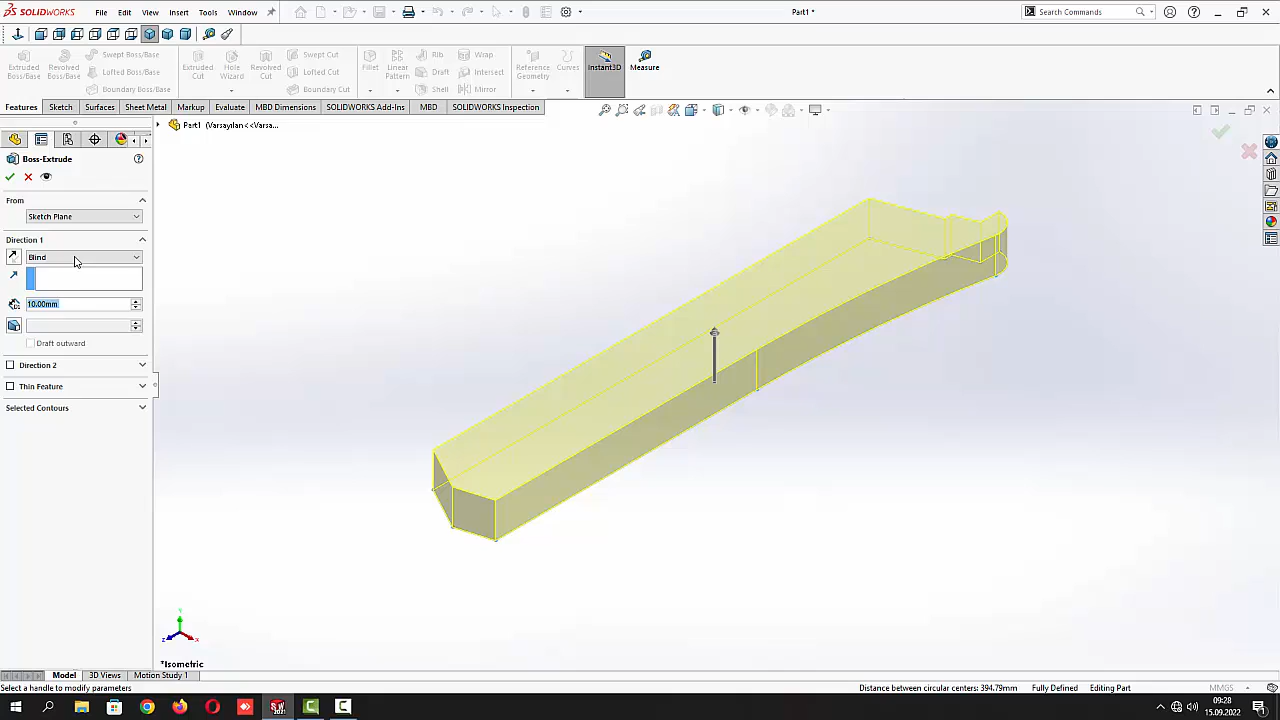 SOLIDWORKS File Edit View Insert Tools Window Part1 * Search Commands
Extruded Boss/Base
Revolved Boss/Base
Swept Boss/Base
Lofted Boss/Base
Boundary Boss/Base
Extruded Cut
Hole Wizard
Revolved Cut
Swept Cut
Lofted Cut
Boundary Cut
Fillet
Linear Pattern
Rib
Draft
Shell
Wrap
Intersect
Mirror
Reference Geometry
Curves
Instant3D
Measure
Features Sketch Surfaces Sheet Metal Markup Evaluate MBD Dimensions SOLIDWORKS Add-Ins MBD SOLIDWORKS Inspection
Part1 (Varsayılan<<Varsa...
Boss-Extrude
From
Sketch Plane
Direction 1
Blind
10.00mm
Draft outward
Direction 2
Thin Feature
Selected Contours
Y
Z X
*Isometric
Model 3D Views Motion Study 1
Select a handle to modify parameters Distance between circular centers: 394.79mm Fully Defined Editing Part MMGS
09:28
15.09.2022